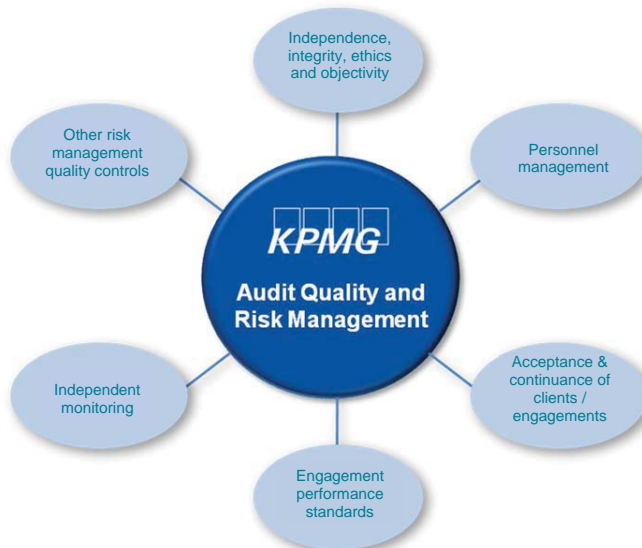 Independence,
integrity, ethics
and objectivity
Other risk
management
quality controls
Personnel
management
KPMG
Audit Quality and
Risk Management
Independent
monitoring
Acceptance &
continuance of
clients /
engagements
Engagement
performance
standards